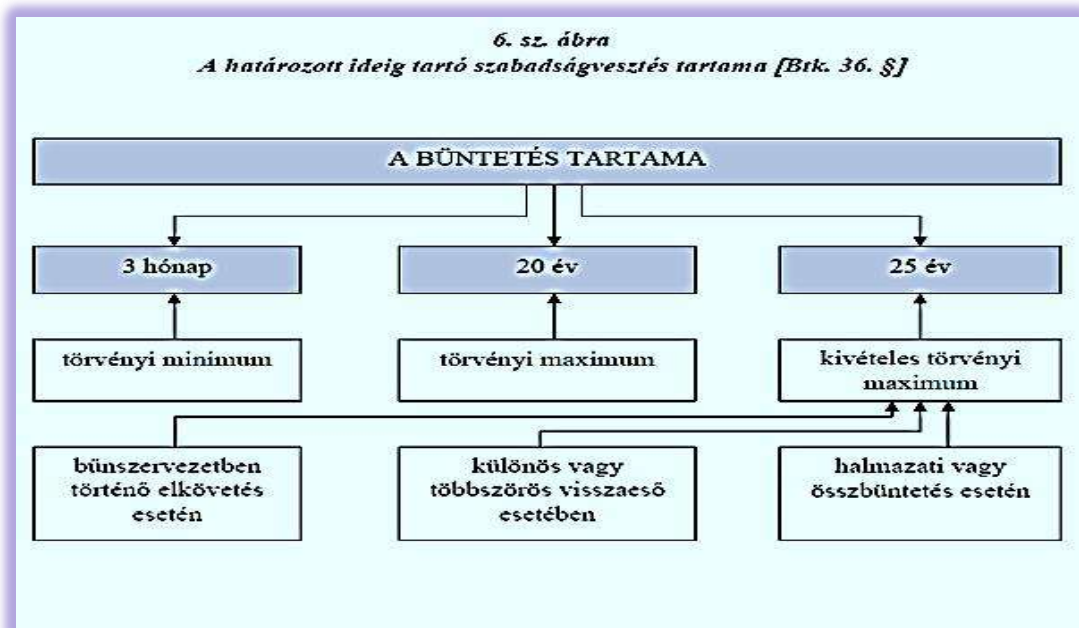 6. sz. ábra
A határozott ideig tartó szabadságvesztés tartama [Btk. 36. §]
A BÜNTETÉS TARTAMA
3 hónap
20 év
25 év
törvényi minimum
törvényi maximum
kivételes törvényi
maximum
bűnszervezetben
történő elkövetés
esetén
különös vagy
többszörös visszaeső
esetében
halmazati vagy
összbüntetés esetén